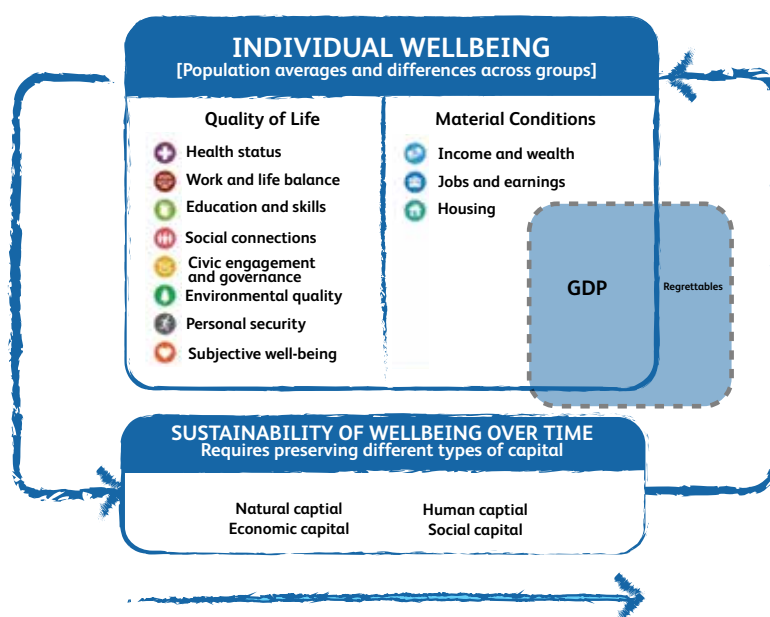 INDIVIDUAL WELLBEING
[Population averages and differences across groups]
Quality of Life
Health status
Work and life balance
Education and skills
Social connections
Civic engagement
and governance
Environmental quality
Personal security
Subjective well-being
Material Conditions
Income and wealth
Jobs and earnings
Housing
GDP
Regrettables
SUSTAINABILITY OF WELLBEING OVER TIME
Requires preserving different types of capital
Natural captial
Economic capital
Human captial
Social capital